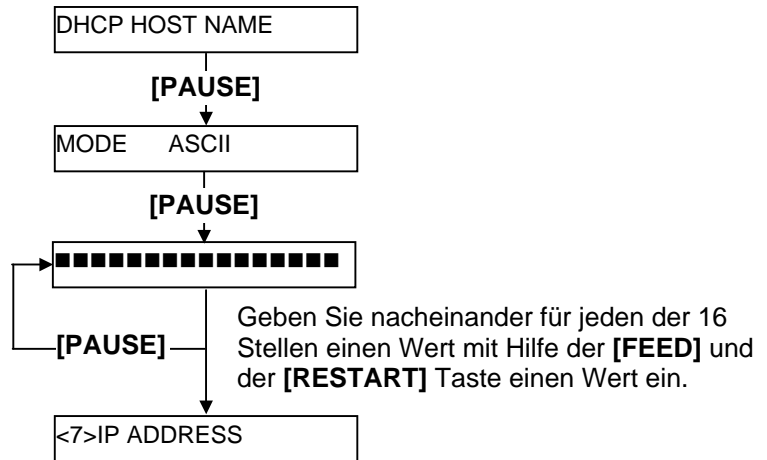 DHCP HOST NAME
[PAUSE]
MODE ASCII
[PAUSE]
■■■■■■■■■■■■■■■■
[PAUSE]
Geben Sie nacheinander für jeden der 16
Stellen einen Wert mit Hilfe der [FEED] und
der [RESTART] Taste einen Wert ein.
<7>IP ADDRESS